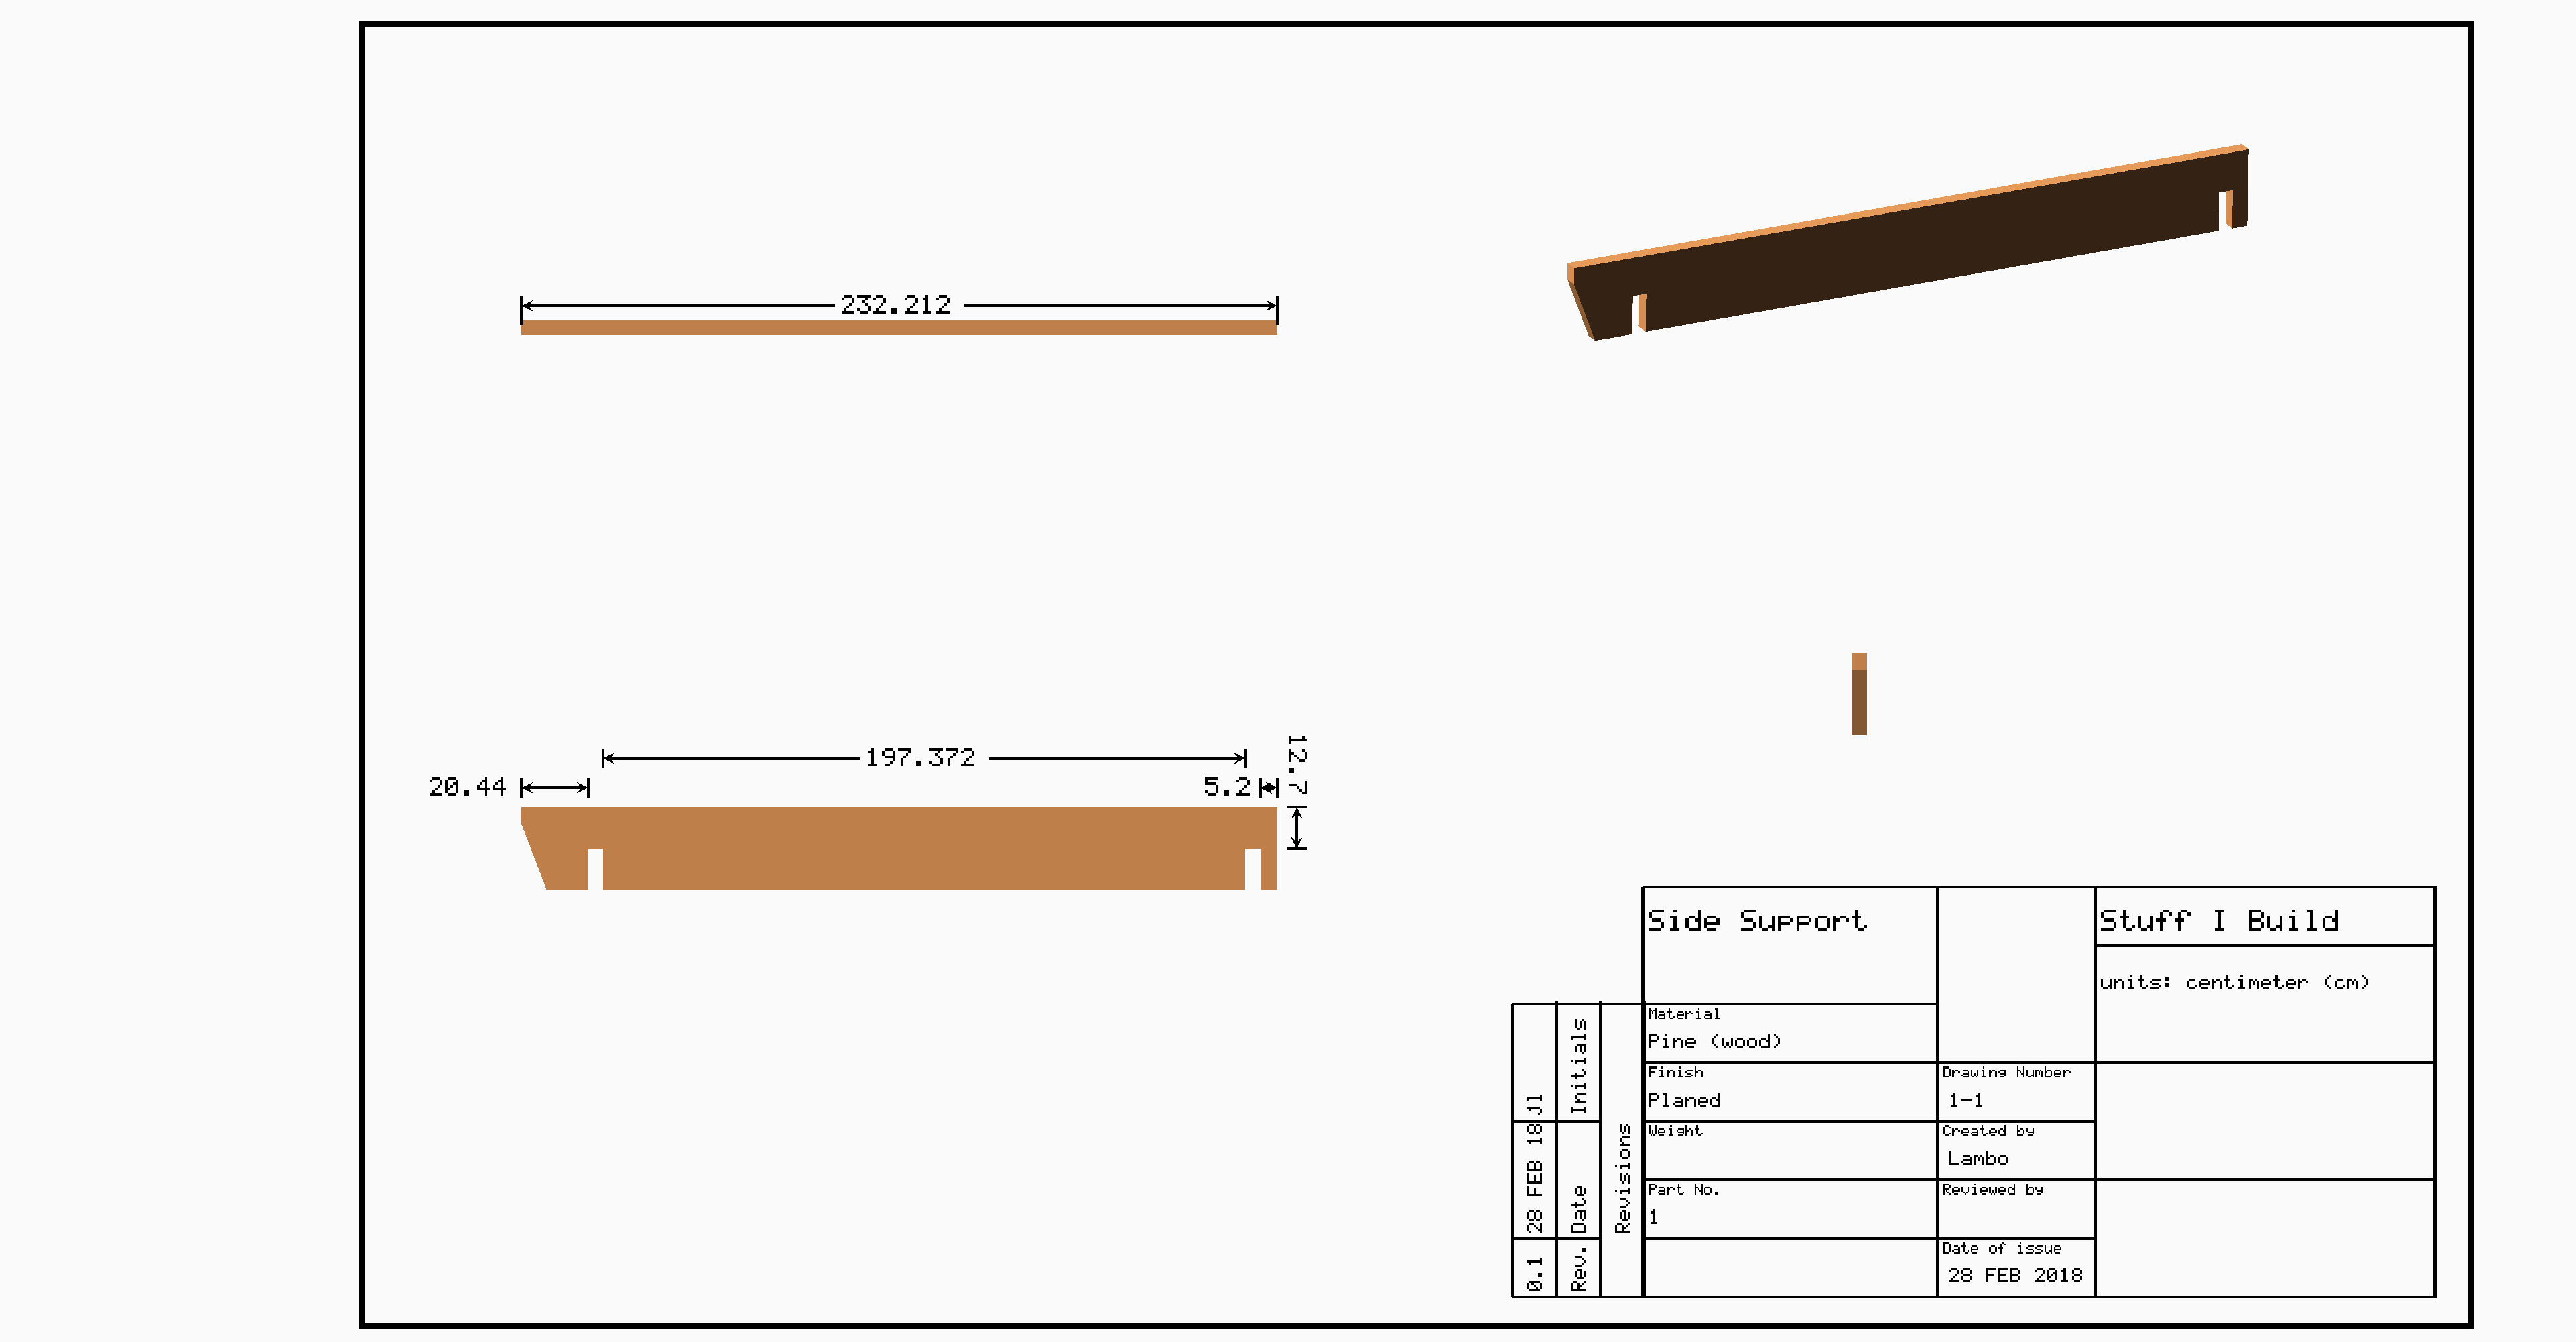 232.212
197.372
12.7
20.44
5.2
Side Support
Stuff I Build
units: centimeter (cm)
Material
Pine (wood)
Finish
Planed
Drawing Number
1-1
Weight
Created by
Lambo
Part No.
1
Reviewed by
Date of issue
28 FEB 2018
Revisions
Rev. Date Initials
0.1 28 FEB 18 Jl